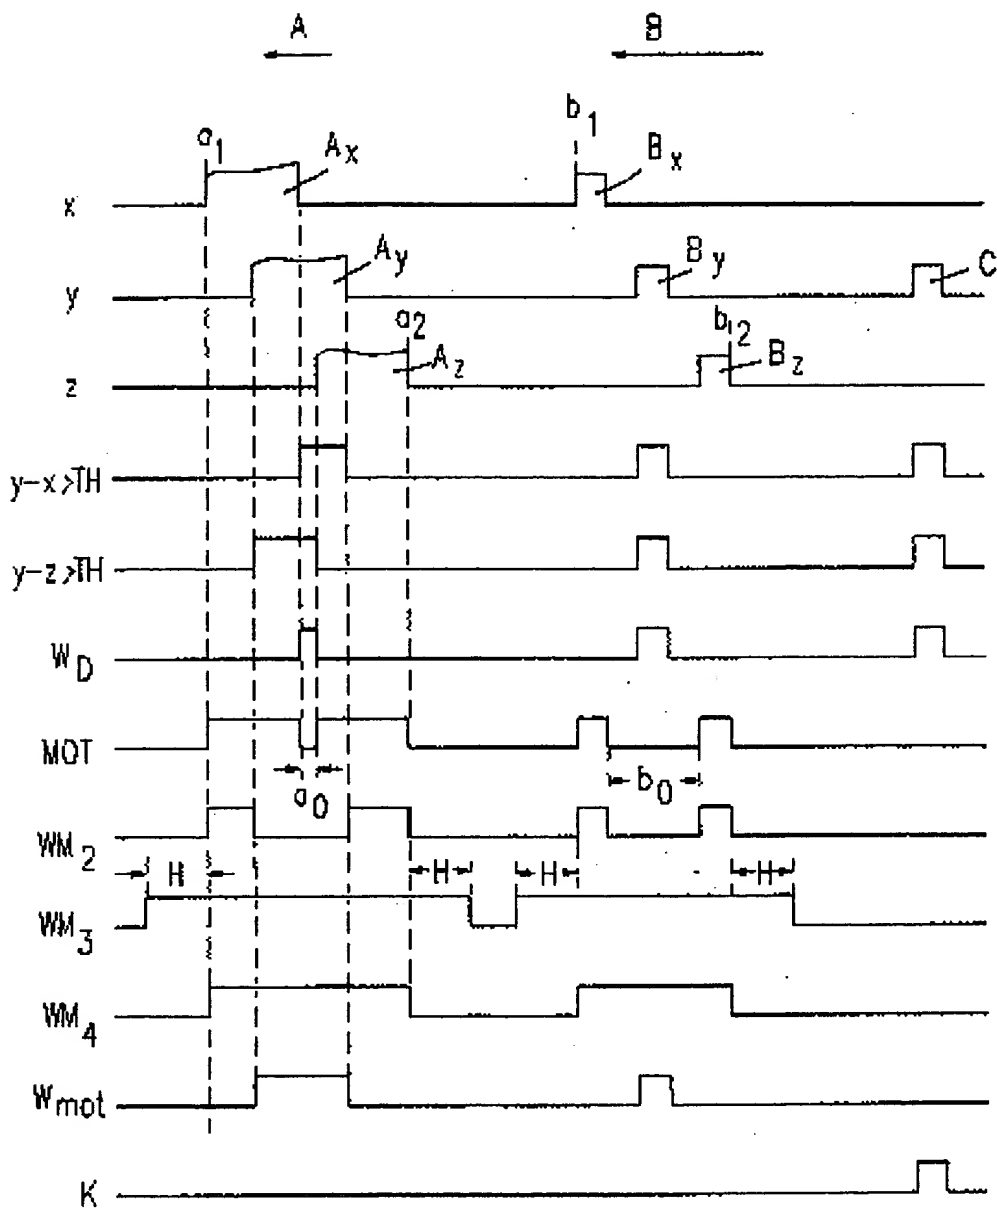 A B
a1 Ax b1 Bx
x
Ay By C
y
a2 Az b2 Bz
z
y-x>TH
y-z>TH
WD
MOT
a0 b0
WM2
H H H H
WM3
WM4
Wmot
K